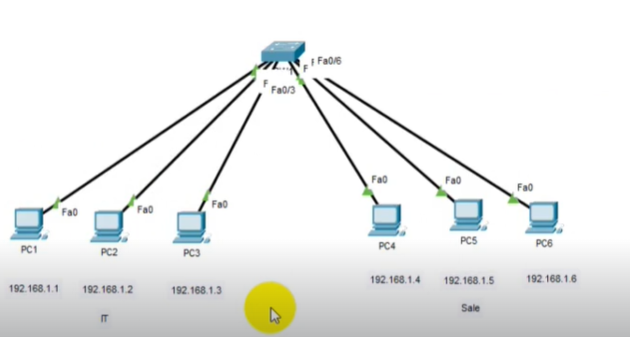 Fa0/6
F
F
Fa0/3
Fa0
Fa0
Fa0
Fa0
Fa0
Fa0
PC1
PC2
PC3
PC4
PC5
PC6
192.168.1.1
192.168.1.2
192.168.1.3
192.168.1.4
192.168.1.5
192.168.1.6
IT
Sale